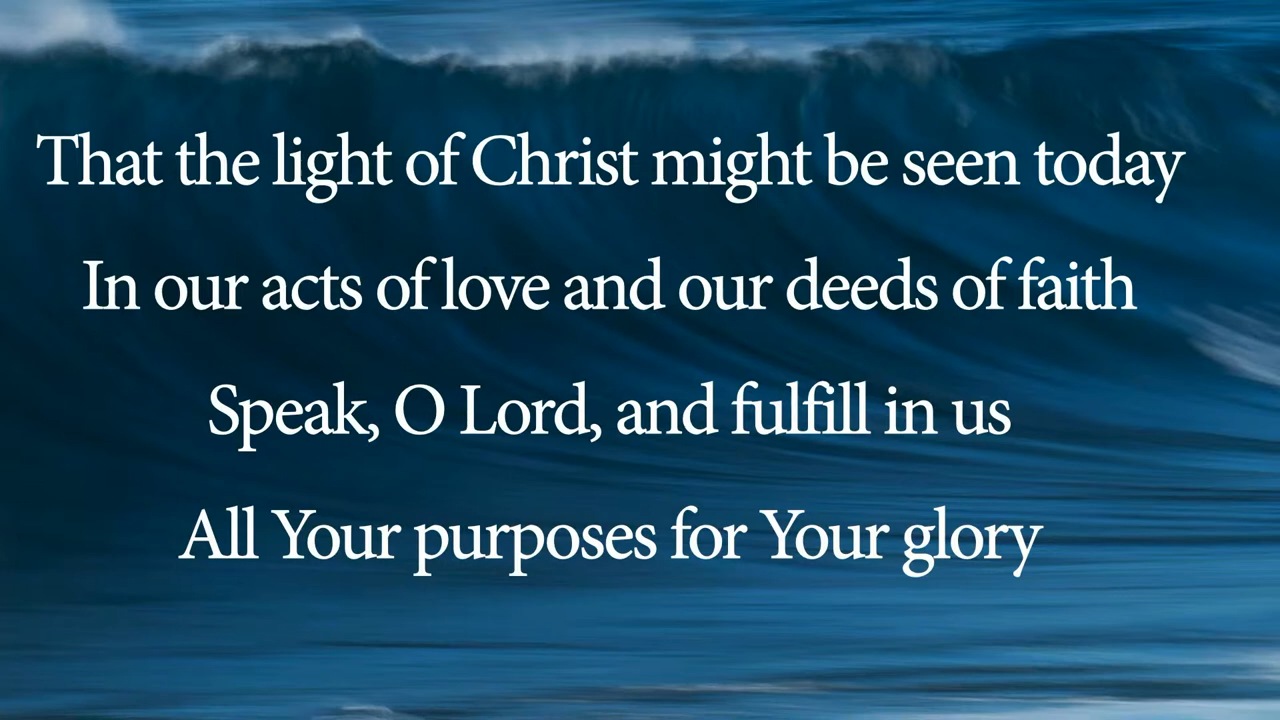 That the light of Christ might be seen today
In our acts of love and our deeds of faith
Speak, O Lord, and fulfill in us
All Your purposes for Your glory